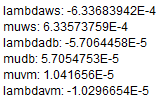 lambdaws: -6.33683942E-4
muws: 6.33573759E-4
lambdadb: -5.7064458E-5
mudb: 5.7054753E-5
muvm: 1.041656E-5
lambdavm: -1.0296654E-5